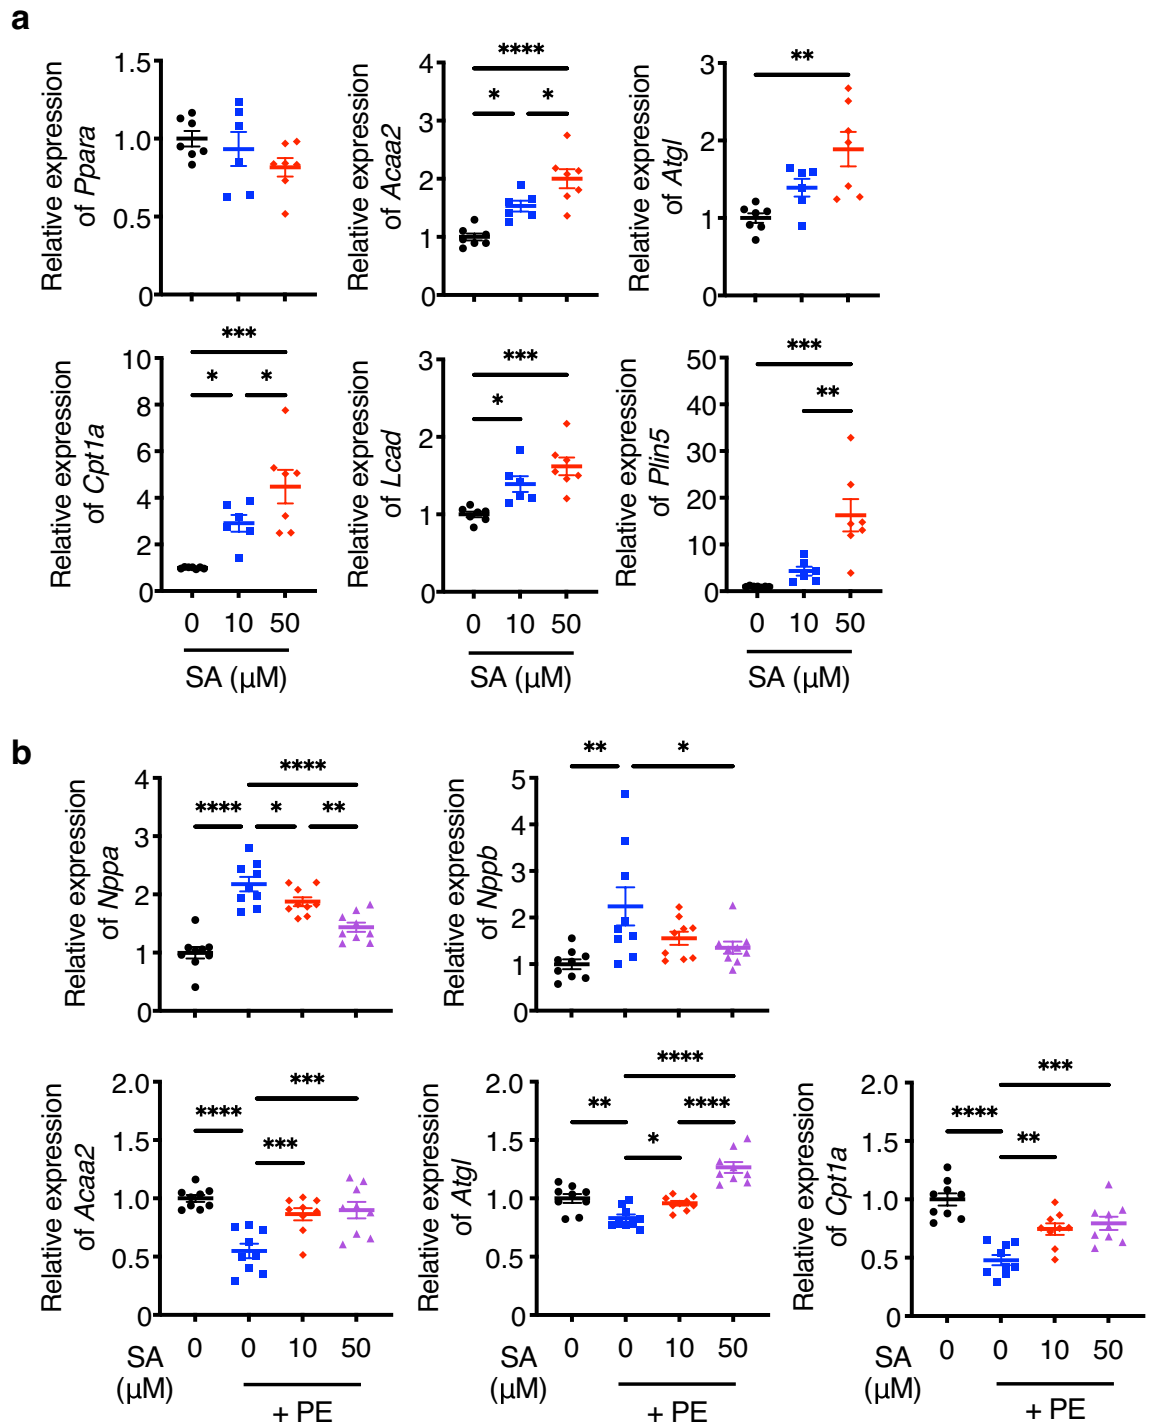 a
Relative expression
of Ppara
1.5
1.0
0.5
0
Relative expression
of Acaa2
4
3
2
1
0
****
*
*
Relative expression
of Atgl
3
2
1
0
**
Relative expression
of Cpt1a
10
8
6
4
2
0
***
*
*
0 10 50
SA (μM)
Relative expression
of Lcad
3
2
1
0
***
*
0 10 50
SA (μM)
Relative expression
of Plin5
50
40
30
20
10
0
***
**
0 10 50
SA (μM)
b
Relative expression
of Nppa
4
3
2
1
0
****
****
*
**
Relative expression
of Nppb
5
4
3
2
1
0
**
*
Relative expression
of Acaa2
2.0
1.5
1.0
0.5
0
****
***
***
SA
(μM)
0 0 10 50
+ PE
Relative expression
of Atgl
2.0
1.5
1.0
0.5
0
****
**
****
*
SA
(μM)
0 0 10 50
+ PE
Relative expression
of Cpt1a
2.0
1.5
1.0
0.5
0
***
****
**
0 0 10 50
+ PE